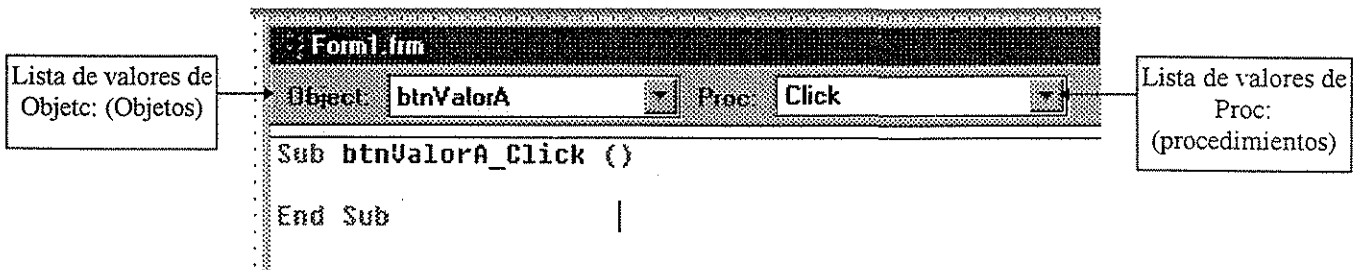 Form1.frm
Lista de valores de
Objetc: (Objetos)
Object: btnValorA Proc: Click
Lista de valores de
Proc:
(procedimientos)
Sub btnValorA_Click ()
End Sub